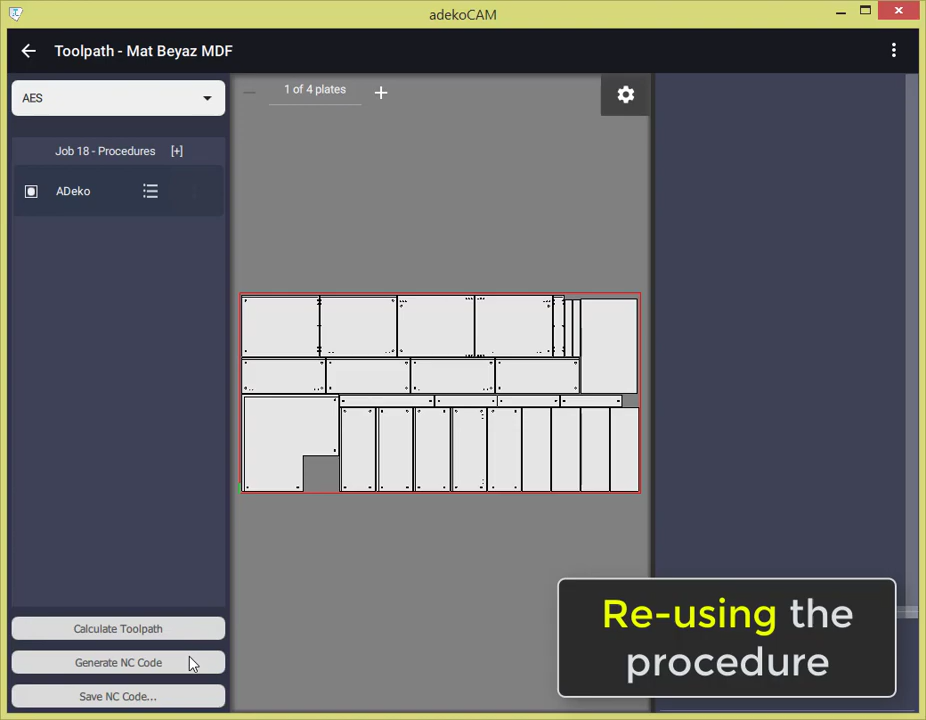 adekoCAM
Toolpath - Mat Beyaz MDF
AES
1 of 4 plates
Job 18 - Procedures [+]
ADeko
Calculate Toolpath
Generate NC Code
Save NC Code...
Re-using the
procedure